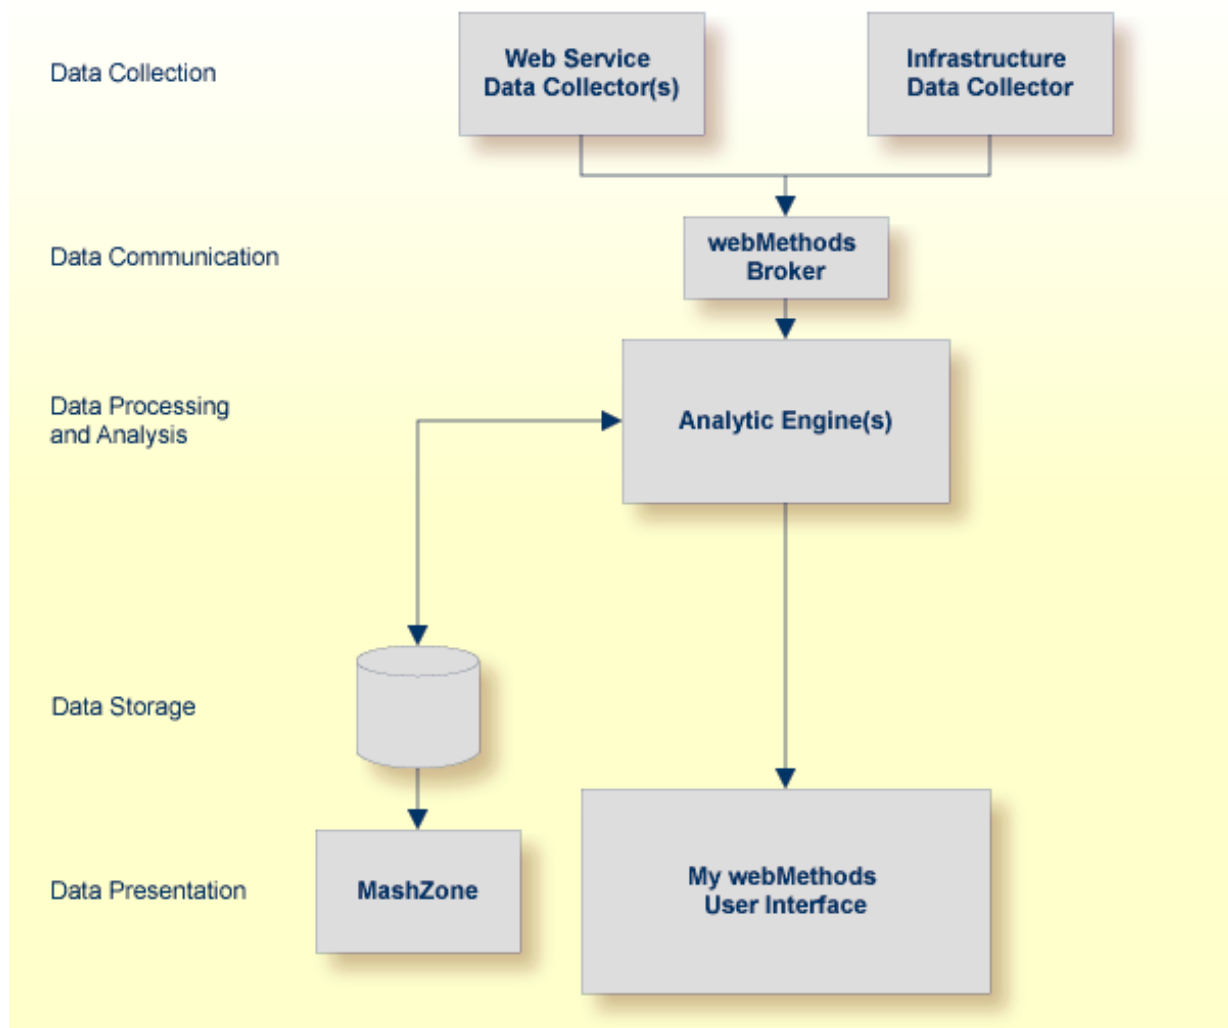 Data Collection
Web Service
Data Collector(s)
Infrastructure
Data Collector
Data Communication
webMethods
Broker
Data Processing
and Analysis
Analytic Engine(s)
Data Storage
Data Presentation
MashZone
My webMethods
User Interface